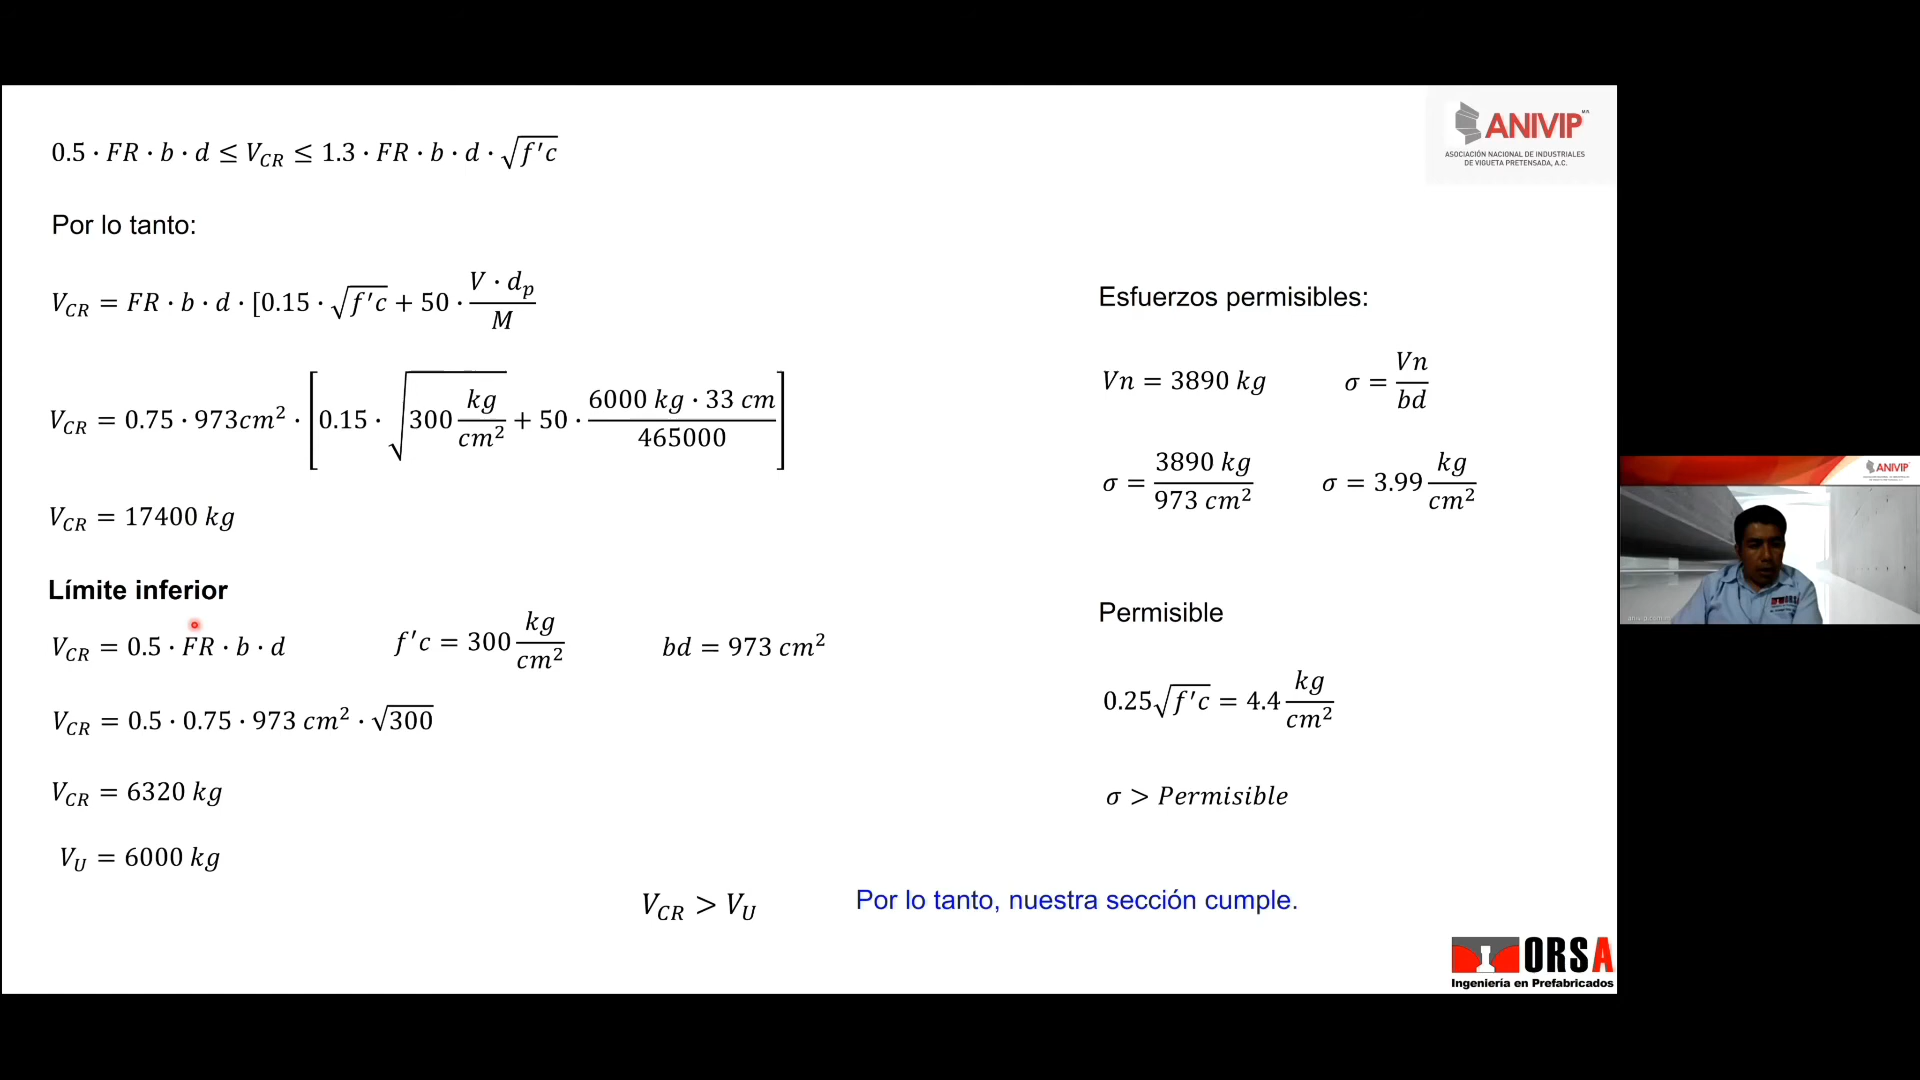 0.5 · FR · b · d ≤ V_CR ≤ 1.3 · FR · b · d · √f'c
Por lo tanto:
V_CR = FR · b · d · [0.15 · √f'c + 50 · V · d_p / M
V_CR = 0.75 · 973cm² · [0.15 · √300 kg/cm² + 50 · 6000 kg · 33 cm / 465000]
V_CR = 17400 kg
Límite inferior
V_CR = 0.5 · FR · b · d f'c = 300 kg/cm² bd = 973 cm²
V_CR = 0.5 · 0.75 · 973 cm² · √300
V_CR = 6320 kg
V_U = 6000 kg
V_CR > V_U Por lo tanto, nuestra sección cumple.
ANIVIP MR
ASOCIACIÓN NACIONAL DE INDUSTRIALES
DE VIGUETA PRETENSADA, A.C.
Esfuerzos permisibles:
Vn = 3890 kg σ = Vn/bd
σ = 3890 kg / 973 cm² σ = 3.99 kg/cm²
Permisible
0.25√f'c = 4.4 kg/cm²
σ > Permisible
ORSA
Ingeniería en Prefabricados
ANIVIP
ORSA